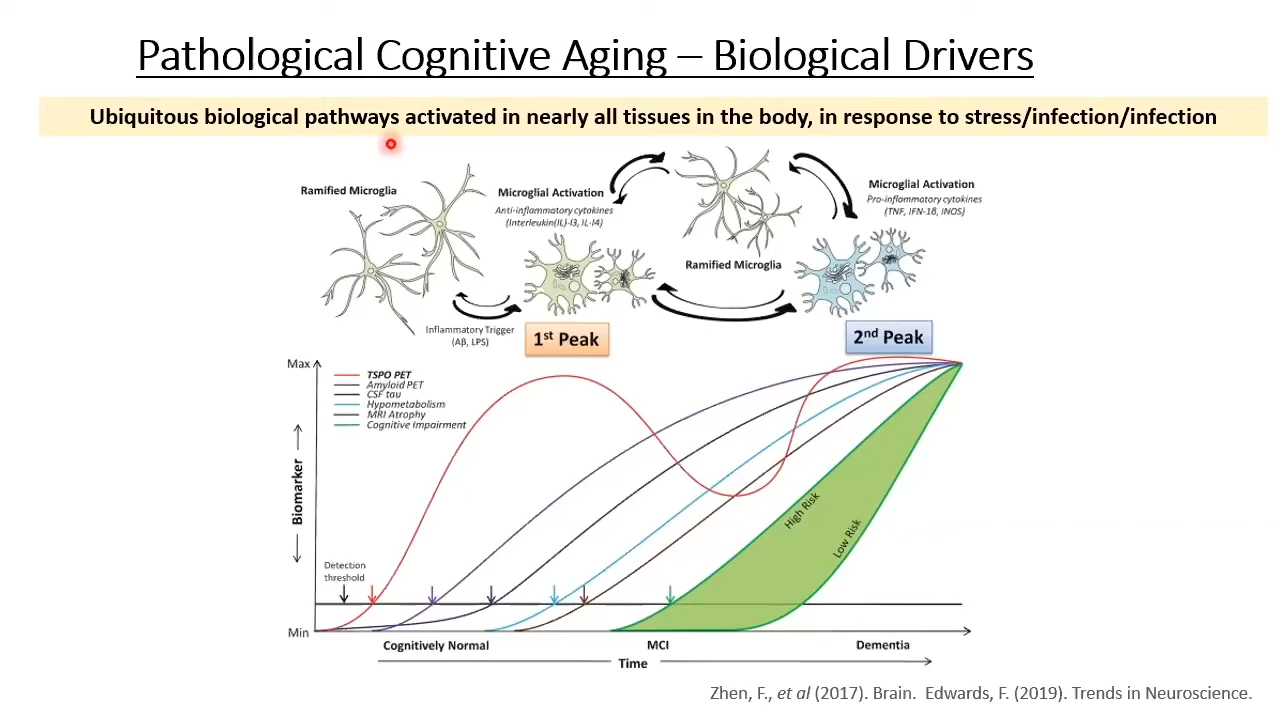 Pathological Cognitive Aging – Biological Drivers
Ubiquitous biological pathways activated in nearly all tissues in the body, in response to stress/infection/infection
Ramified Microglia
Microglial Activation
Anti-inflammatory cytokines
(Interleukin(IL)-I3, IL-I4)
Ramified Microglia
Microglial Activation
Pro-inflammatory cytokines
(TNF, IFN-1B, INOS)
Inflammatory Trigger
(Aβ, LPS)
1st Peak
2nd Peak
Max
TSPO PET
Amyloid PET
CSF tau
Hypometabolism
MRI Atrophy
Cognitive Impairment
Biomarker
High Risk
Low Risk
Detection
threshold
Min
Cognitively Normal
MCI
Dementia
Time
Zhen, F., et al (2017). Brain. Edwards, F. (2019). Trends in Neuroscience.